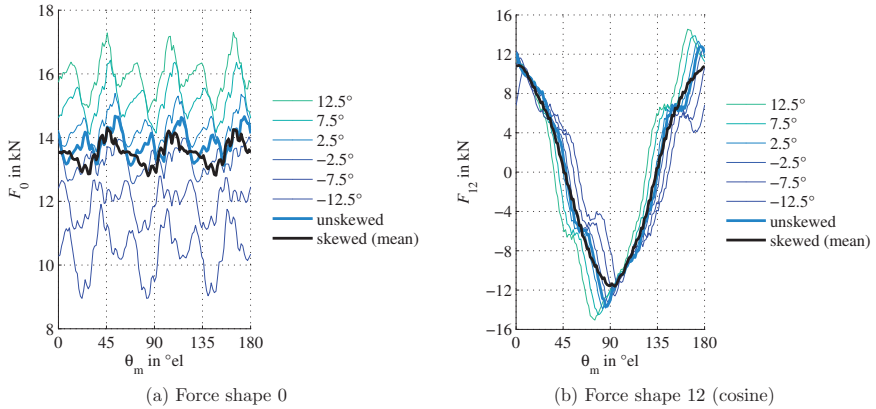 F0 in kN
18
16
14
12
10
8
0 45 90 135 180
θm in °el
12.5°
7.5°
2.5°
−2.5°
−7.5°
−12.5°
unskewed
skewed (mean)
(a) Force shape 0
F12 in kN
16
12
8
4
0
−4
−8
−12
−16
0 45 90 135 180
θm in °el
12.5°
7.5°
2.5°
−2.5°
−7.5°
−12.5°
unskewed
skewed (mean)
(b) Force shape 12 (cosine)